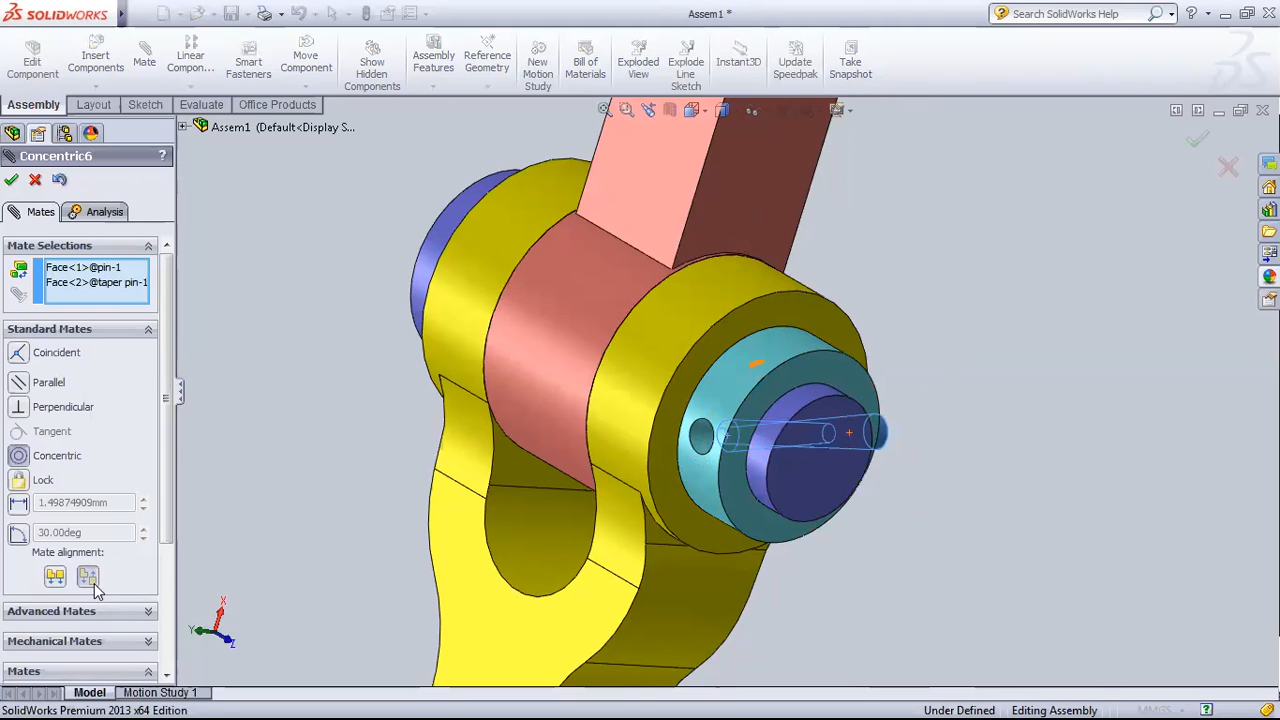 SOLIDWORKS
Assem1 *
Search SolidWorks Help
Edit Component
Insert Components
Mate
Linear Compon...
Smart Fasteners
Move Component
Show Hidden Components
Assembly Features
Reference Geometry
New Motion Study
Bill of Materials
Exploded View
Explode Line Sketch
Instant3D
Update Speedpak
Take Snapshot
Assembly
Layout
Sketch
Evaluate
Office Products
Assem1 (Default<Display S...
Concentric6
?
Mates
Analysis
Mate Selections
Face<1>@pin-1
Face<2>@taper pin-1
Standard Mates
Coincident
Parallel
Perpendicular
Tangent
Concentric
Lock
1.49874909mm
30.00deg
Mate alignment:
Advanced Mates
Mechanical Mates
Mates
X
Y
Z
Model
Motion Study 1
SolidWorks Premium 2013 x64 Edition
Under Defined
Editing Assembly
MMGS
?